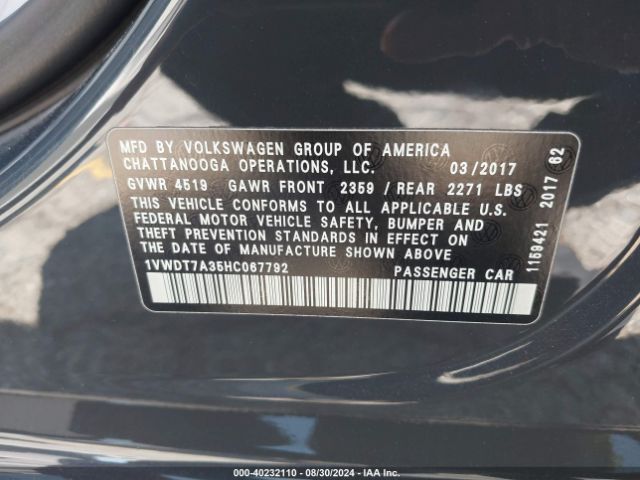 MFD BY VOLKSWAGEN GROUP OF AMERICA
CHATTANOOGA OPERATIONS, LLC. 03/2017
GVWR 4519 GAWR FRONT 2359 / REAR 2271 LBS
THIS VEHICLE CONFORMS TO ALL APPLICABLE U.S.
FEDERAL MOTOR VEHICLE SAFETY, BUMPER AND
THEFT PREVENTION STANDARDS IN EFFECT ON
THE DATE OF MANUFACTURE SHOWN ABOVE
1VWDT7A35HC067792 PASSENGER CAR
1159421 2017 62
000-40232110 - 08/30/2024 - IAA Inc.